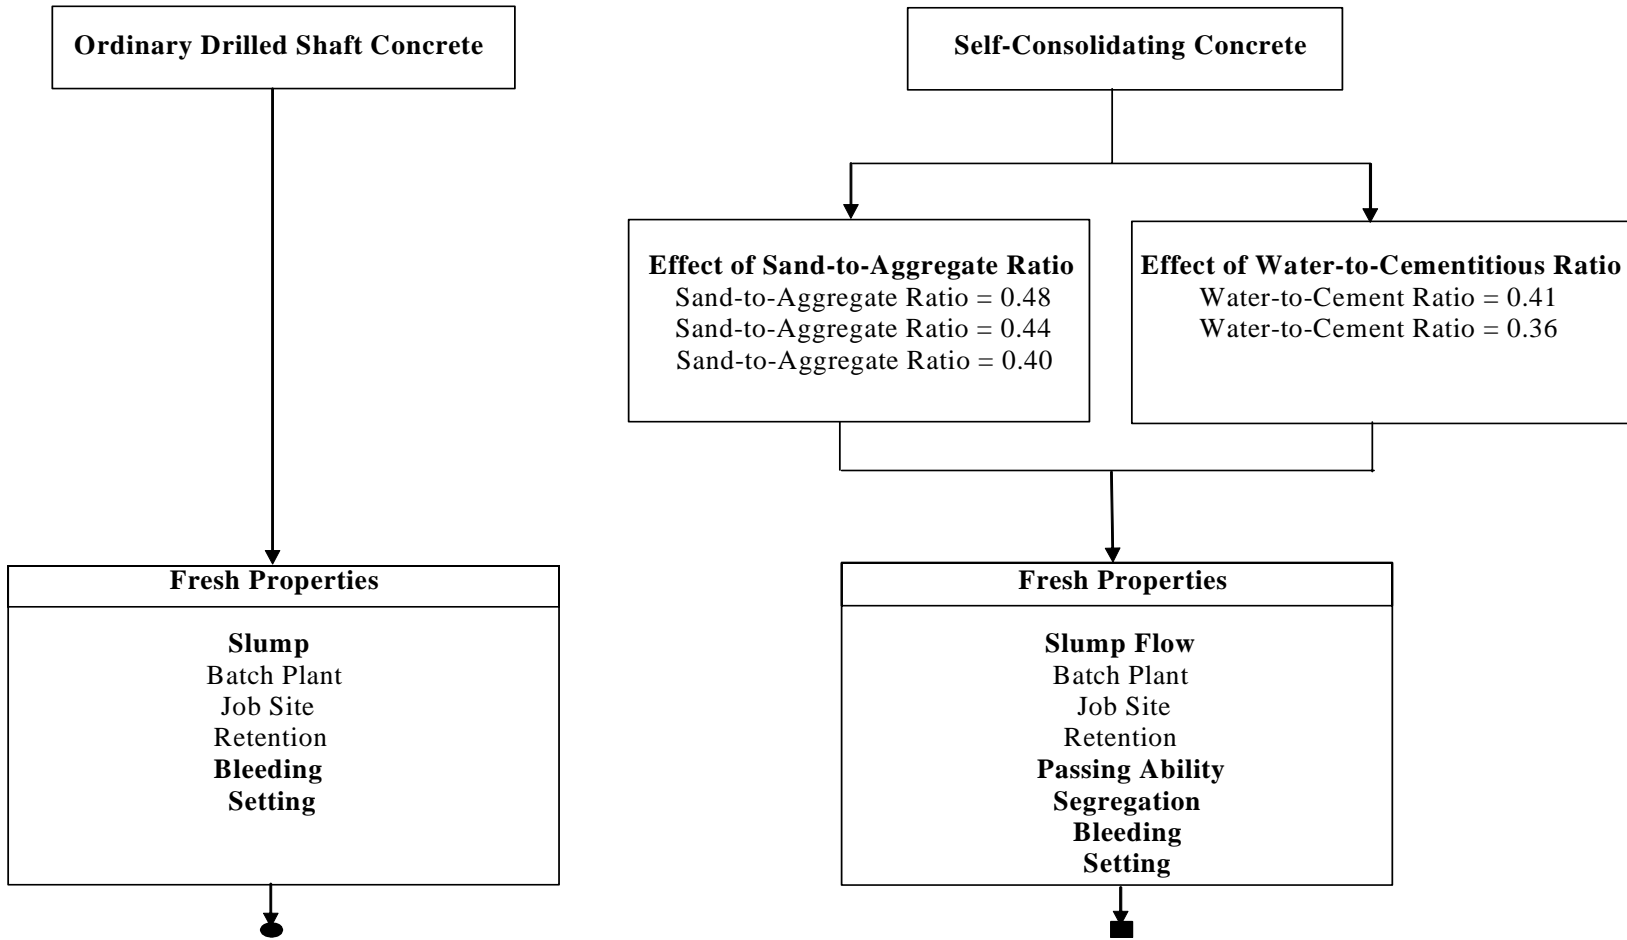 Ordinary Drilled Shaft Concrete
Self-Consolidating Concrete
Effect of Sand-to-Aggregate Ratio
Sand-to-Aggregate Ratio = 0.48
Sand-to-Aggregate Ratio = 0.44
Sand-to-Aggregate Ratio = 0.40
Effect of Water-to-Cementitious Ratio
Water-to-Cement Ratio = 0.41
Water-to-Cement Ratio = 0.36
Fresh Properties
Slump
Batch Plant
Job Site
Retention
Bleeding
Setting
Fresh Properties
Slump Flow
Batch Plant
Job Site
Retention
Passing Ability
Segregation
Bleeding
Setting